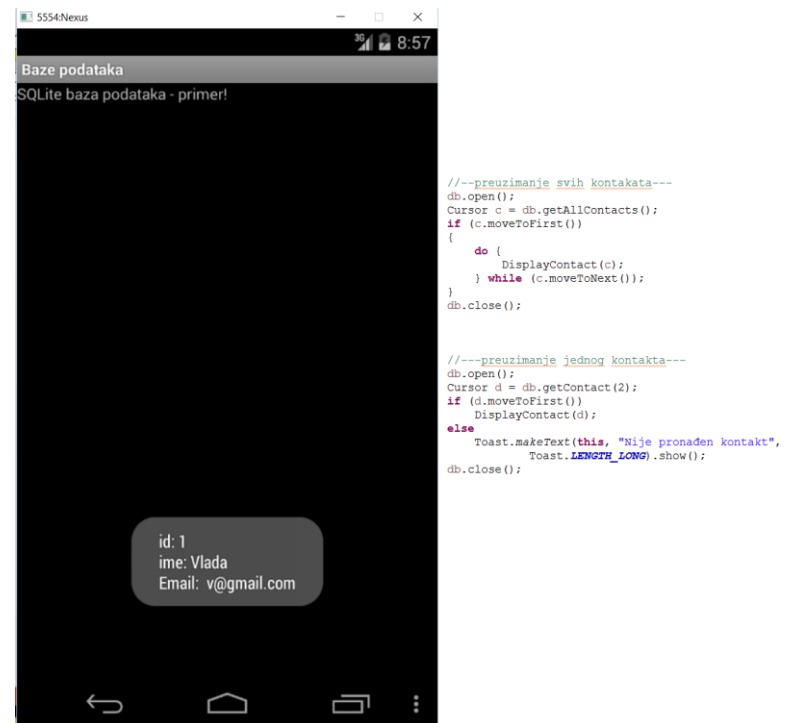 5554:Nexus
3G 8:57
Baze podataka
SQLite baza podataka - primer!
id: 1
ime: Vlada
Email:  v@gmail.com
//--preuzimanje svih kontakata---
db.open();
Cursor c = db.getAllContacts();
if (c.moveToFirst())
{
    do {
        DisplayContact(c);
    } while (c.moveToNext());
}
db.close();
//---preuzimanje jednog kontakta---
db.open();
Cursor d = db.getContact(2);
if (d.moveToFirst())
    DisplayContact(d);
else
    Toast.makeText(this, "Nije pronađen kontakt",
            Toast.LENGTH_LONG).show();
db.close();